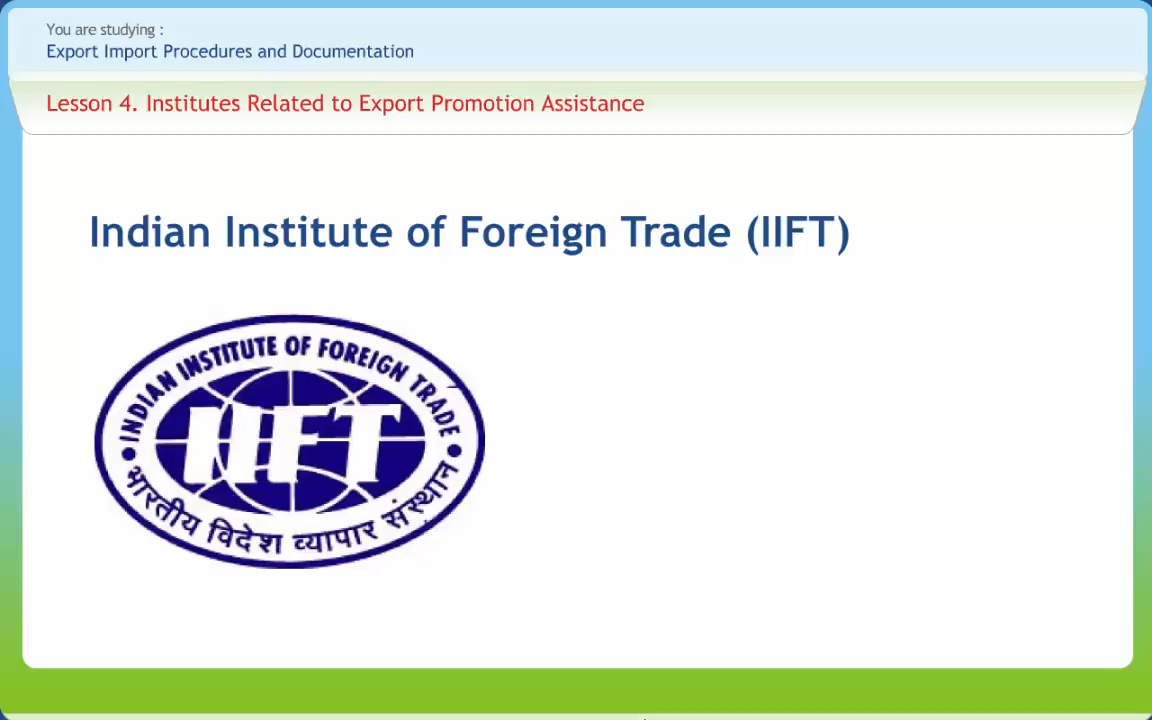 You are studying :
Export Import Procedures and Documentation
Lesson 4. Institutes Related to Export Promotion Assistance
Indian Institute of Foreign Trade (IIFT)
INDIAN INSTITUTE OF FOREIGN TRADE
IIFT
भारतीय विदेश व्यापार संस्थान